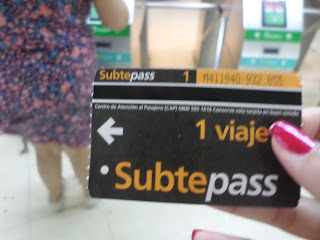 Subtepass 1 M411940 932 855
Centro de Atención al Pasajero (CAP) 0800 555 1616 Conserve esta tarjeta en buen estado
1 viaje
Subtepass